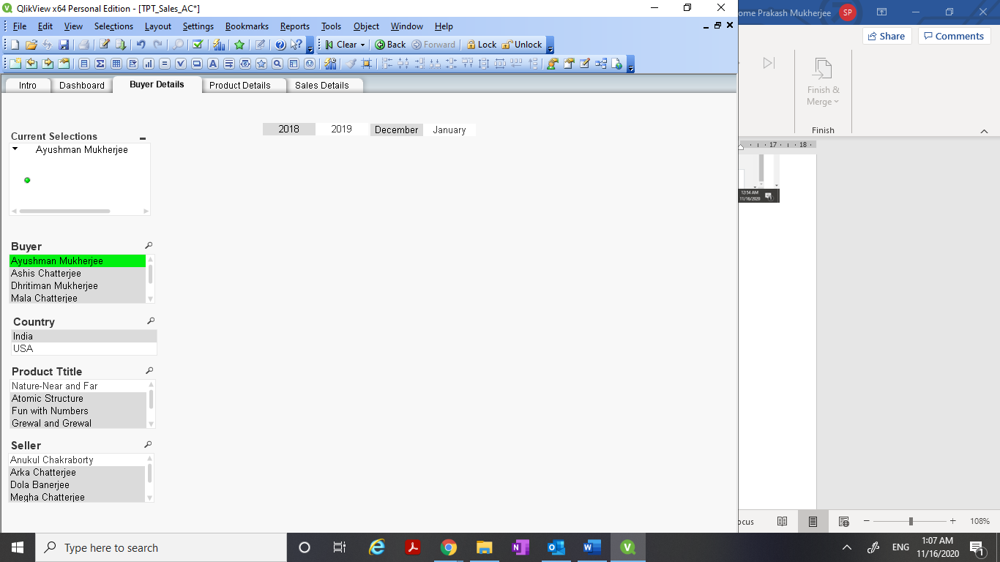 QlikView x64 Personal Edition - [TPT_Sales_AC*]
File Edit View Selections Layout Settings Bookmarks Reports Tools Object Window Help
Clear Back Forward Lock Unlock
Intro Dashboard Buyer Details Product Details Sales Details
2018 2019 December January
Current Selections
Ayushman Mukherjee
Buyer
Ayushman Mukherjee
Ashis Chatterjee
Dhritiman Mukherjee
Mala Chatterjee
Country
India
USA
Product Ttitle
Nature-Near and Far
Atomic Structure
Fun with Numbers
Grewal and Grewal
Seller
Anukul Chakraborty
Arka Chatterjee
Dola Banerjee
Megha Chatterjee
ome Prakash Mukherjee SP
Share Comments
Finish &
Merge
Finish
17 18
12:54 AM
11/16/2020
ocus 108%
Type here to search
ENG 1:07 AM
11/16/2020 1